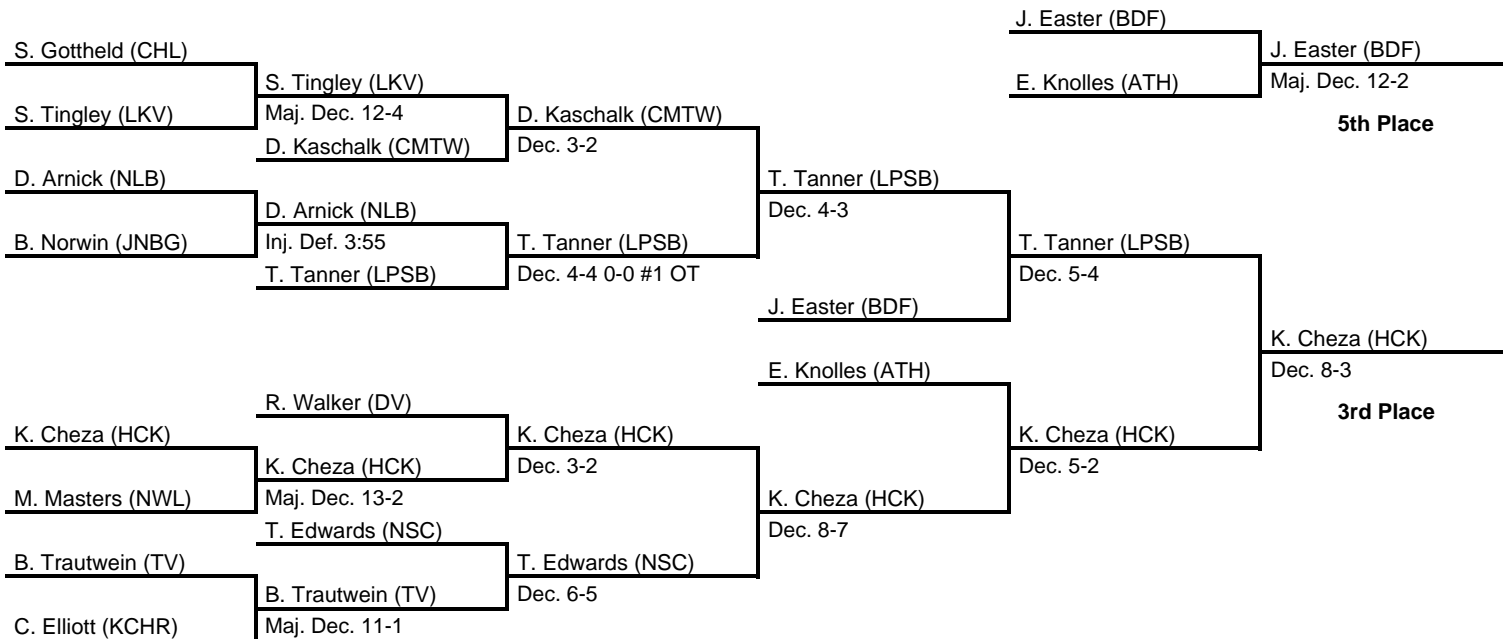 J. Easter (BDF)
S. Gottheld (CHL)
J. Easter (BDF)
S. Tingley (LKV)
E. Knolles (ATH)
Maj. Dec. 12-2
S. Tingley (LKV)
Maj. Dec. 12-4
D. Kaschalk (CMTW)
5th Place
D. Kaschalk (CMTW)
Dec. 3-2
D. Arnick (NLB)
T. Tanner (LPSB)
D. Arnick (NLB)
Dec. 4-3
B. Norwin (JNBG)
Inj. Def. 3:55
T. Tanner (LPSB)
T. Tanner (LPSB)
T. Tanner (LPSB)
Dec. 4-4 0-0 #1 OT
Dec. 5-4
J. Easter (BDF)
K. Cheza (HCK)
E. Knolles (ATH)
Dec. 8-3
R. Walker (DV)
3rd Place
K. Cheza (HCK)
K. Cheza (HCK)
K. Cheza (HCK)
K. Cheza (HCK)
Dec. 3-2
Dec. 5-2
M. Masters (NWL)
Maj. Dec. 13-2
K. Cheza (HCK)
T. Edwards (NSC)
Dec. 8-7
B. Trautwein (TV)
T. Edwards (NSC)
B. Trautwein (TV)
Dec. 6-5
C. Elliott (KCHR)
Maj. Dec. 11-1